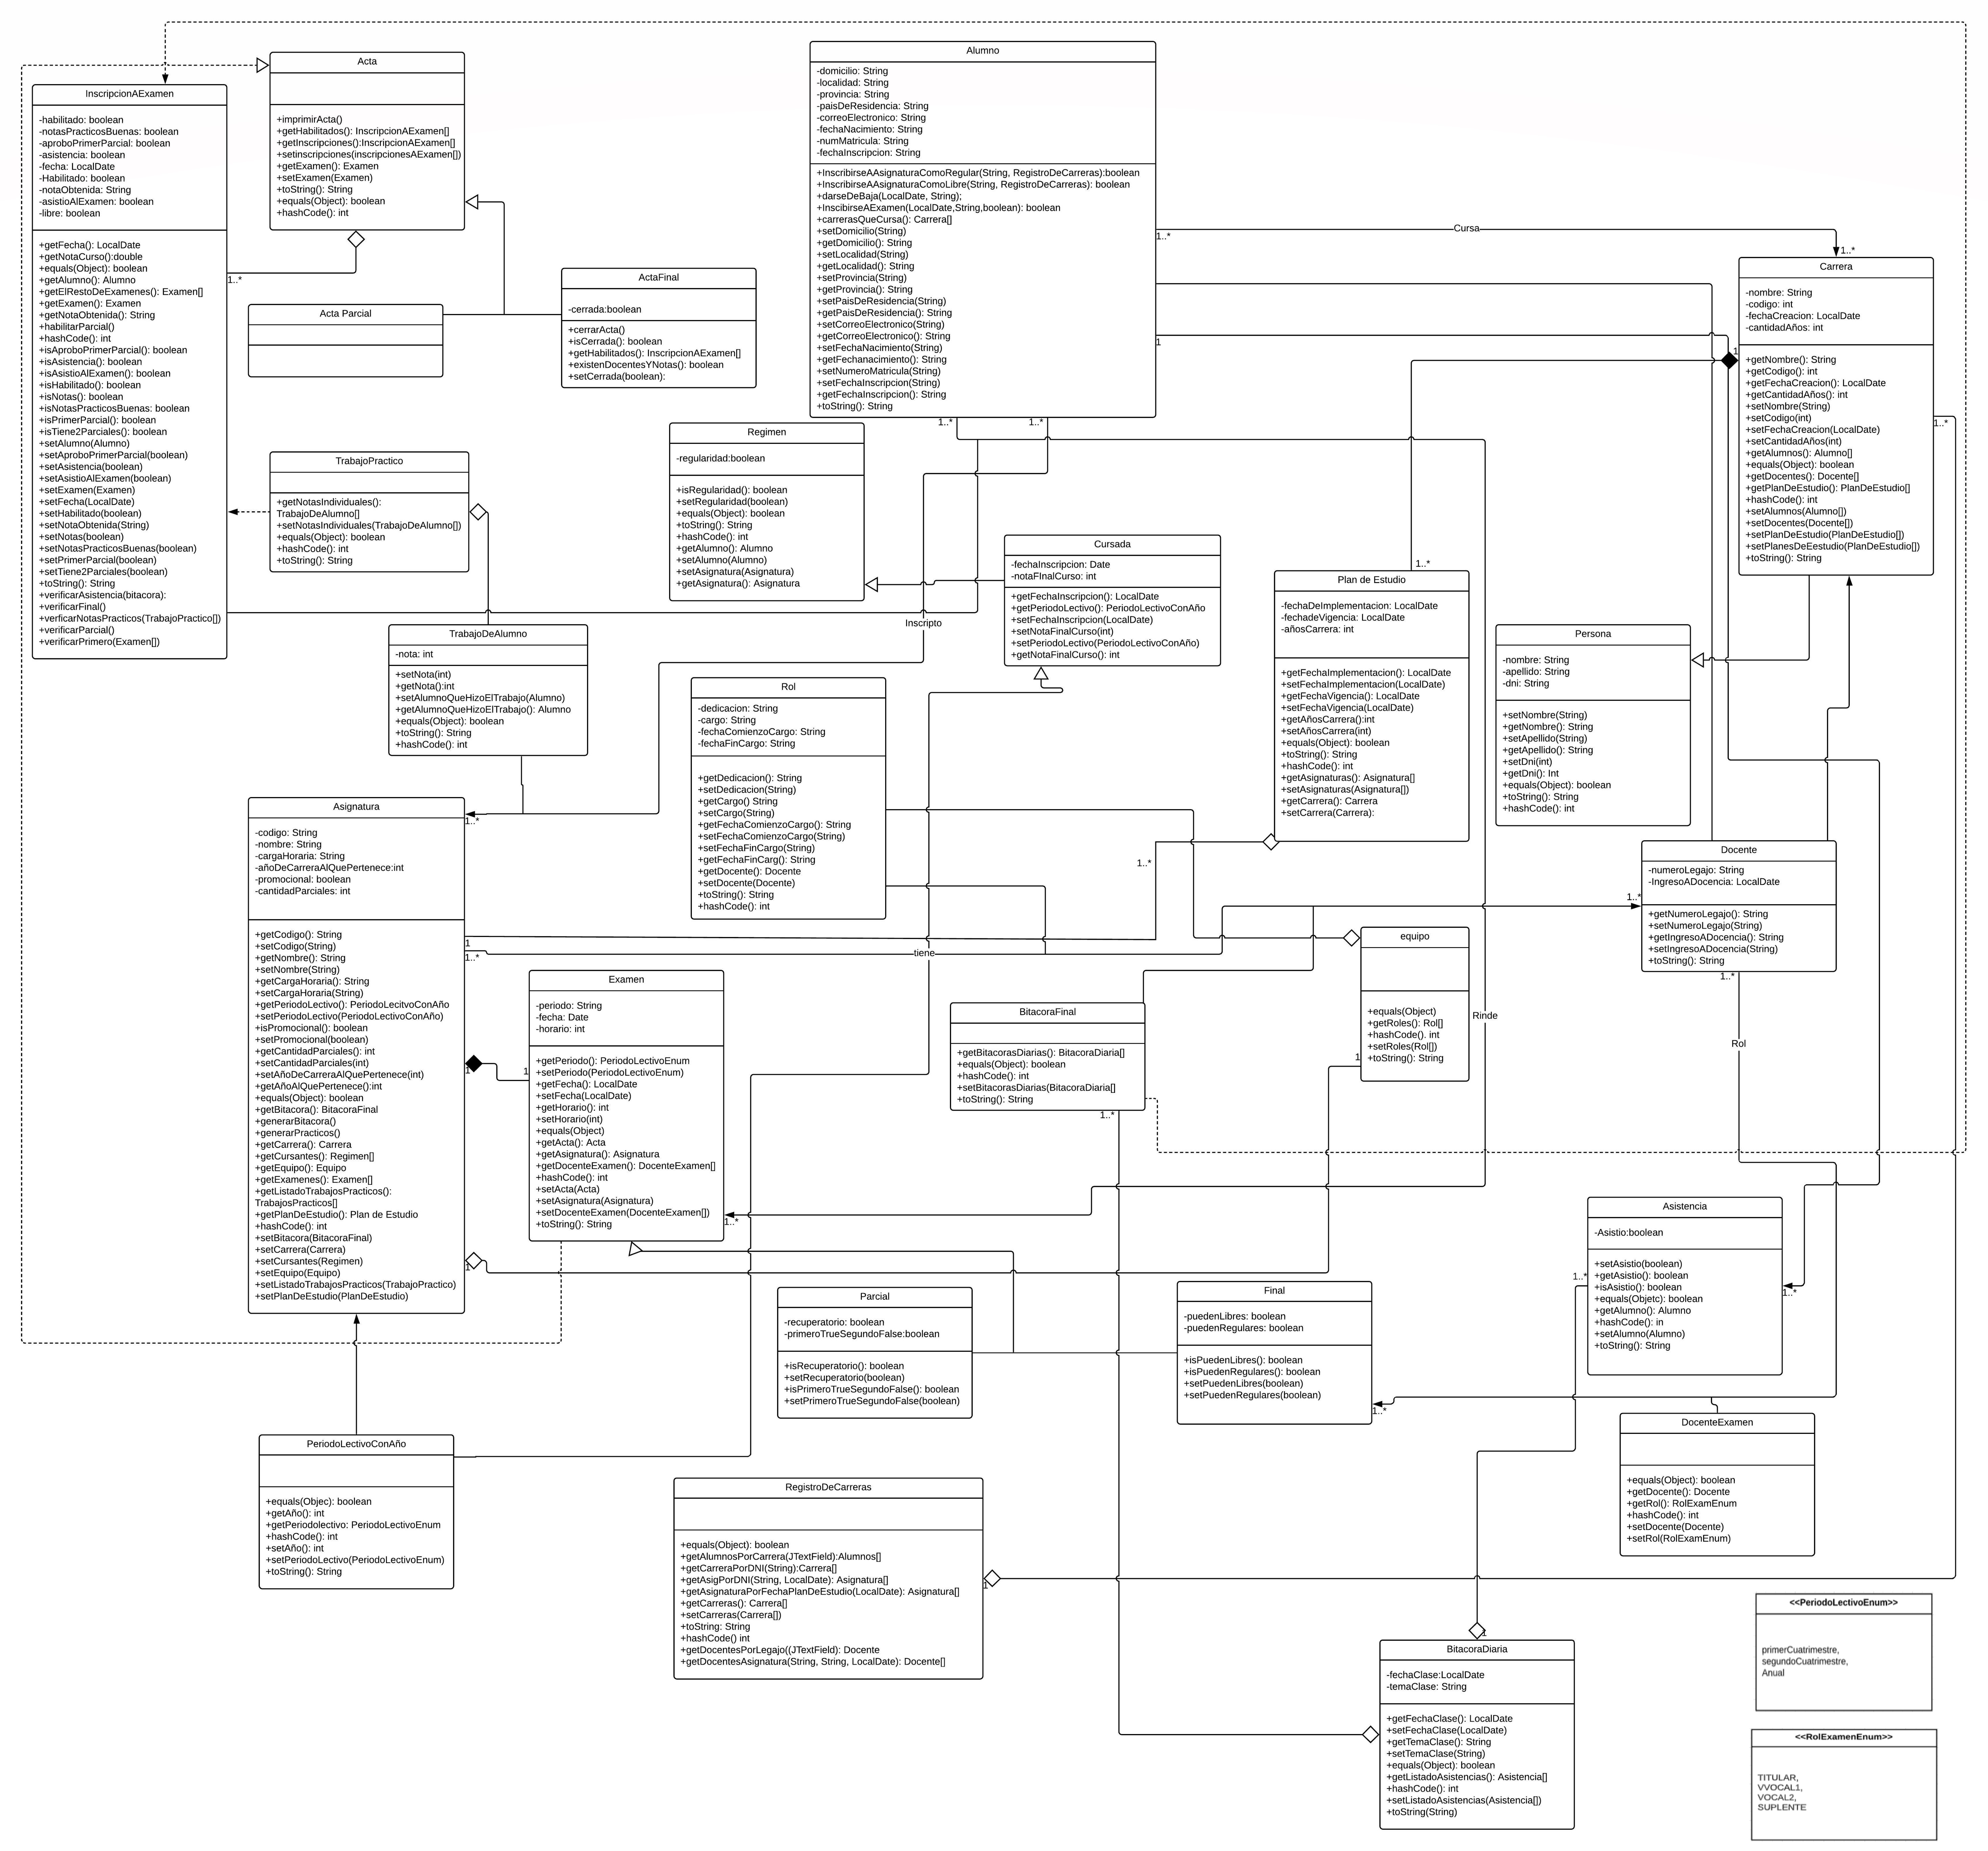 InscripcionAExamen
-habilitado: boolean
-notasPracticosBuenas: boolean
-aproboPrimerParcial: boolean
-asistencia: boolean
-fecha: LocalDate
-Habilitado: boolean
-notaObtenida: String
-asistioAlExamen: boolean
-libre: boolean
+getFecha(): LocalDate
+getNotaCurso():double
+equals(Object): boolean
+getAlumno(): Alumno
+getElRestoDeExamenes(): Examen[]
+getExamen(): Examen
+getNotaObtenida(): String
+habilitarParcial()
+hashCode(): int
+isAproboPrimerParcial(): boolean
+isAsistencia(): boolean
+isAsistioAlExamen(): boolean
+isHabilitado(): boolean
+isNotas(): boolean
+isNotasPracticosBuenas: boolean
+isPrimerParcial(): boolean
+isTiene2Parciales(): boolean
+setAlumno(Alumno)
+setAproboPrimerParcial(boolean)
+setAsistencia(boolean)
+setAsistioAlExamen(boolean)
+setExamen(Examen)
+setFecha(LocalDate)
+setHabilitado(boolean)
+setNotaObtenida(String)
+setNotas(boolean)
+setNotasPracticosBuenas(boolean)
+setPrimerParcial(boolean)
+setTiene2Parciales(boolean)
+toString(): String
+verificarAsistencia(bitacora):
+verificarFinal()
+verficarNotasPracticos(TrabajoPractico[])
+verificarParcial()
+verificarPrimero(Examen[])
1..*
Acta
+imprimirActa()
+getHabilitados(): InscripcionAExamen[]
+getInscripciones():InscripcionAExamen[]
+setinscripciones(inscripcionesAExamen[])
+getExamen(): Examen
+setExamen(Examen)
+toString(): String
+equals(Object): boolean
+hashCode(): int
Acta Parcial
ActaFinal
-cerrada:boolean
+cerrarActa()
+isCerrada(): boolean
+getHabilitados(): InscripcionAExamen[]
+existenDocentesYNotas(): boolean
+setCerrada(boolean):
Alumno
-domicilio: String
-localidad: String
-provincia: String
-paisDeResidencia: String
-correoElectronico: String
-fechaNacimiento: String
-numMatricula: String
-fechaInscripcion: String
+InscribirseAAsignaturaComoRegular(String, RegistroDeCarreras):boolean
+InscribirseAAsignaturaComoLibre(String, RegistroDeCarreras): boolean
+darseDeBaja(LocalDate, String);
+InscibirseAExamen(LocalDate,String,boolean): boolean
+carrerasQueCursa(): Carrera[]
+setDomicilio(String)
+getDomicilio(): String
+setLocalidad(String)
+getLocalidad(): String
+setProvincia(String)
+getProvincia(): String
+setPaisDeResidencia(String)
+getPaisDeResidencia(): String
+setCorreoElectronico(String)
+getCorreoElectronico(): String
+setFechaNacimiento(String)
+getFechanacimiento(): String
+setNumeroMatricula(String)
+setFechaInscripcion(String)
+getFechaInscripcion(): String
+toString(): String
1..*
Cursa
1..*
1
1
1..*
1..*
Carrera
-nombre: String
-codigo: int
-fechaCreacion: LocalDate
-cantidadAños: int
+getNombre(): String
+getCodigo(): int
+getFechaCreacion(): LocalDate
+getCantidadAños(): int
+setNombre(String)
+setCodigo(int)
+setFechaCreacion(LocalDate)
+setCantidadAños(int)
+getAlumnos(): Alumno[]
+equals(Object): boolean
+getDocentes(): Docente[]
+getPlanDeEstudio(): PlanDeEstudio[]
+hashCode(): int
+setAlumnos(Alumno[])
+setDocentes(Docente[])
+setPlanDeEstudio(PlanDeEstudio[])
+setPlanesDeEestudio(PlanDeEstudio[])
+toString(): String
1..*
Regimen
-regularidad:boolean
+isRegularidad(): boolean
+setRegularidad(boolean)
+equals(Object): boolean
+toString(): String
+hashCode(): int
+getAlumno(): Alumno
+setAlumno(Alumno)
+setAsignatura(Asignatura)
+getAsignatura(): Asignatura
TrabajoPractico
+getNotasIndividuales():
TrabajoDeAlumno[]
+setNotasIndividuales(TrabajoDeAlumno[])
+equals(Object): boolean
+hashCode(): int
+toString(): String
Cursada
-fechaInscripcion: Date
-notaFInalCurso: int
+getFechaInscripcion(): LocalDate
+getPeriodoLectivo(): PeriodoLectivoConAño
+setFechaInscripcion(LocalDate)
+setNotaFinalCurso(int)
+setPeriodoLectivo(PeriodoLectivoConAño)
+getNotaFinalCurso(): int
1..*
Plan de Estudio
-fechaDeImplementacion: LocalDate
-fechadeVigencia: LocalDate
-añosCarrera: int
+getFechaImplementacion(): LocalDate
+setFechaImplementacion(LocalDate)
+getFechaVigencia(): LocalDate
+setFechaVigencia(LocalDate)
+getAñosCarrera():int
+setAñosCarrera(int)
+equals(Object): boolean
+toString(): String
+hashCode(): int
+getAsignaturas(): Asignatura[]
+setAsignaturas(Asignatura[])
+getCarrera(): Carrera
+setCarrera(Carrera):
1..*
Persona
-nombre: String
-apellido: String
-dni: String
+setNombre(String)
+getNombre(): String
+setApellido(String)
+getApellido(): String
+setDni(int)
+getDni(): Int
+equals(Object): boolean
+toString(): String
+hashCode(): int
Inscripto
TrabajoDeAlumno
-nota: int
+setNota(int)
+getNota():int
+setAlumnoQueHizoElTrabajo(Alumno)
+getAlumnoQueHizoElTrabajo(): Alumno
+equals(Object): boolean
+toString(): String
+hashCode(): int
Rol
-dedicacion: String
-cargo: String
-fechaComienzoCargo: String
-fechaFinCargo: String
+getDedicacion(): String
+setDedicacion(String)
+getCargo() String
+setCargo(String)
+getFechaComienzoCargo(): String
+setFechaComienzoCargo(String)
+setFechaFinCargo(String)
+getFechaFinCarg(): String
+getDocente(): Docente
+setDocente(Docente)
+toString(): String
+hashCode(): int
Asignatura
-codigo: String
-nombre: String
-cargaHoraria: String
-añoDeCarreraAlQuePertenece:int
-promocional: boolean
-cantidadParciales: int
+getCodigo(): String
+setCodigo(String)
+getNombre(): String
+setNombre(String)
+getCargaHoraria(): String
+setCargaHoraria(String)
+getPeriodoLectivo(): PeriodoLecitvoConAño
+setPeriodoLectivo(PeriodoLectivoConAño)
+isPromocional(): boolean
+setPromocional(boolean)
+getCantidadParciales(): int
+setCantidadParciales(int)
+setAñoDeCarreraAlQuePertenece(int)
+getAñoAlQuePertenece():int
+equals(Object): boolean
+getBitacora(): BitacoraFinal
+generarBitacora()
+generarPracticos()
+getCarrera(): Carrera
+getCursantes(): Regimen[]
+getEquipo(): Equipo
+getExamenes(): Examen[]
+getListadoTrabajosPracticos():
TrabajosPracticos[]
+getPlanDeEstudio(): Plan de Estudio
+hashCode(): int
+setBitacora(BitacoraFinal)
+setCarrera(Carrera)
+setCursantes(Regimen)
+setEquipo(Equipo)
+setListadoTrabajosPracticos(TrabajoPractico)
+setPlanDeEstudio(PlanDeEstudio)
1..*
1
1..*
tiene
1
1
1
Docente
-numeroLegajo: String
-IngresoADocencia: LocalDate
+getNumeroLegajo(): String
+setNumeroLegajo(String)
+getIngresoADocencia(): String
+setIngresoADocencia(String)
+toString(): String
1..*
1..*
Rol
equipo
+equals(Object)
+getRoles(): Rol[]
+hashCode(). int
+setRoles(Rol[])
+toString(): String
1
Rinde
Examen
-periodo: String
-fecha: Date
-horario: int
+getPeriodo(): PeriodoLectivoEnum
+setPeriodo(PeriodoLectivoEnum)
+getFecha(): LocalDate
+setFecha(LocalDate)
+getHorario(): int
+setHorario(int)
+equals(Object)
+getActa(): Acta
+getAsignatura(): Asignatura
+getDocenteExamen(): DocenteExamen[]
+hashCode(): int
+setActa(Acta)
+setAsignatura(Asignatura)
+setDocenteExamen(DocenteExamen[])
+toString(): String
1..*
BitacoraFinal
+getBitacorasDiarias(): BitacoraDiaria[]
+equals(Object): boolean
+hashCode(): int
+setBitacorasDiarias(BitacoraDiaria[]
+toString(): String
1..*
Asistencia
-Asistio:boolean
+setAsistio(boolean)
+getAsistio(): boolean
+isAsistio(): boolean
+equals(Objetc): boolean
+getAlumno(): Alumno
+hashCode(): in
+setAlumno(Alumno)
+toString(): String
1..*
1..*
Parcial
-recuperatorio: boolean
-primeroTrueSegundoFalse:boolean
+isRecuperatorio(): boolean
+setRecuperatorio(boolean)
+isPrimeroTrueSegundoFalse(): boolean
+setPrimeroTrueSegundoFalse(boolean)
Final
-puedenLibres: boolean
-puedenRegulares: boolean
+isPuedenLibres(): boolean
+isPuedenRegulares(): boolean
+setPuedenLibres(boolean)
+setPuedenRegulares(boolean)
1..*
DocenteExamen
+equals(Object): boolean
+getDocente(): Docente
+getRol(): RolExamEnum
+hashCode(): int
+setDocente(Docente)
+setRol(RolExamEnum)
PeriodoLectivoConAño
+equals(Objec): boolean
+getAño(): int
+getPeriodolectivo: PeriodoLectivoEnum
+hashCode(): int
+setAño(): int
+setPeriodoLectivo(PeriodoLectivoEnum)
+toString(): String
RegistroDeCarreras
+equals(Object): boolean
+getAlumnosPorCarrera(JTextField):Alumnos[]
+getCarreraPorDNI(String):Carrera[]
+getAsigPorDNI(String, LocalDate): Asignatura[]
+getAsignaturaPorFechaPlanDeEstudio(LocalDate): Asignatura[]
+getCarreras(): Carrera[]
+setCarreras(Carrera[])
+toString: String
+hashCode() int
+getDocentesPorLegajo((JTextField): Docente
+getDocentesAsignatura(String, String, LocalDate): Docente[]
1
1
BitacoraDiaria
-fechaClase:LocalDate
-temaClase: String
+getFechaClase(): LocalDate
+setFechaClase(LocalDate)
+getTemaClase(): String
+setTemaClase(String)
+equals(Object): boolean
+getListadoAsistencias(): Asistencia[]
+hashCode(): int
+setListadoAsistencias(Asistencia[])
+toString(String)
<<PeriodoLectivoEnum>>
primerCuatrimestre,
segundoCuatrimestre,
Anual
<<RolExamenEnum>>
TITULAR,
VVOCAL1,
VOCAL2,
SUPLENTE